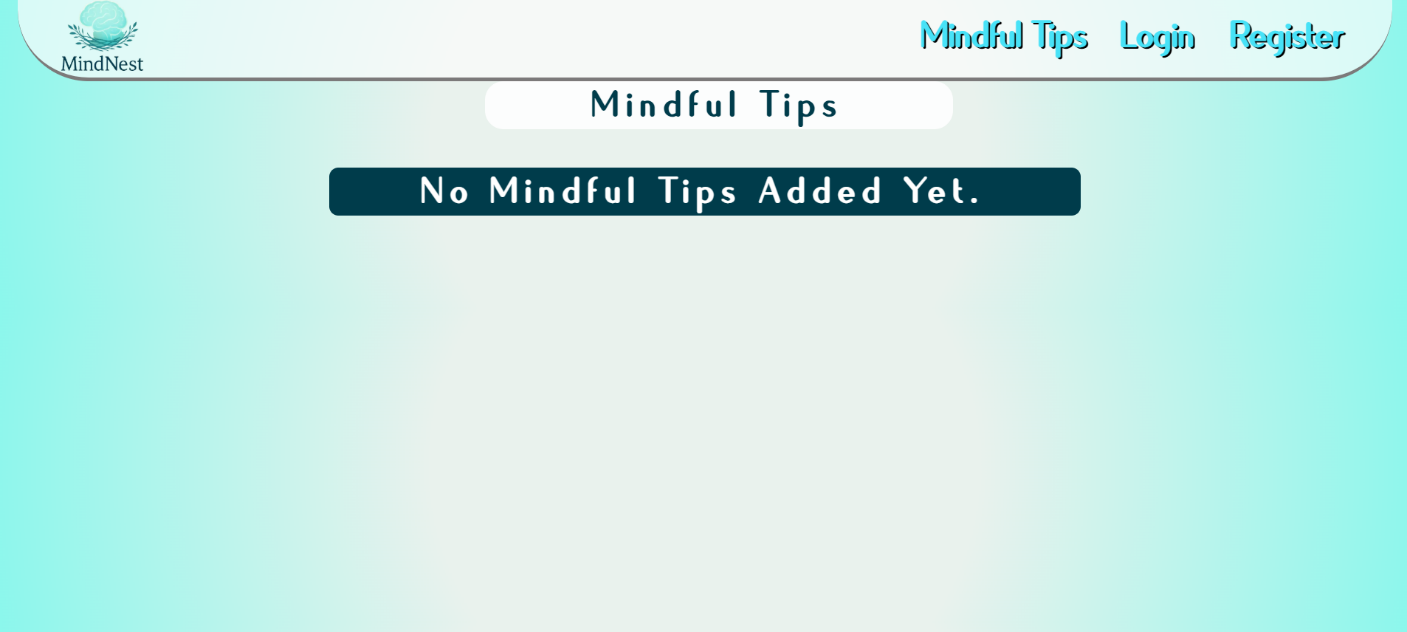 MindNest
Mindful Tips Login Register
Mindful Tips
No Mindful Tips Added Yet.